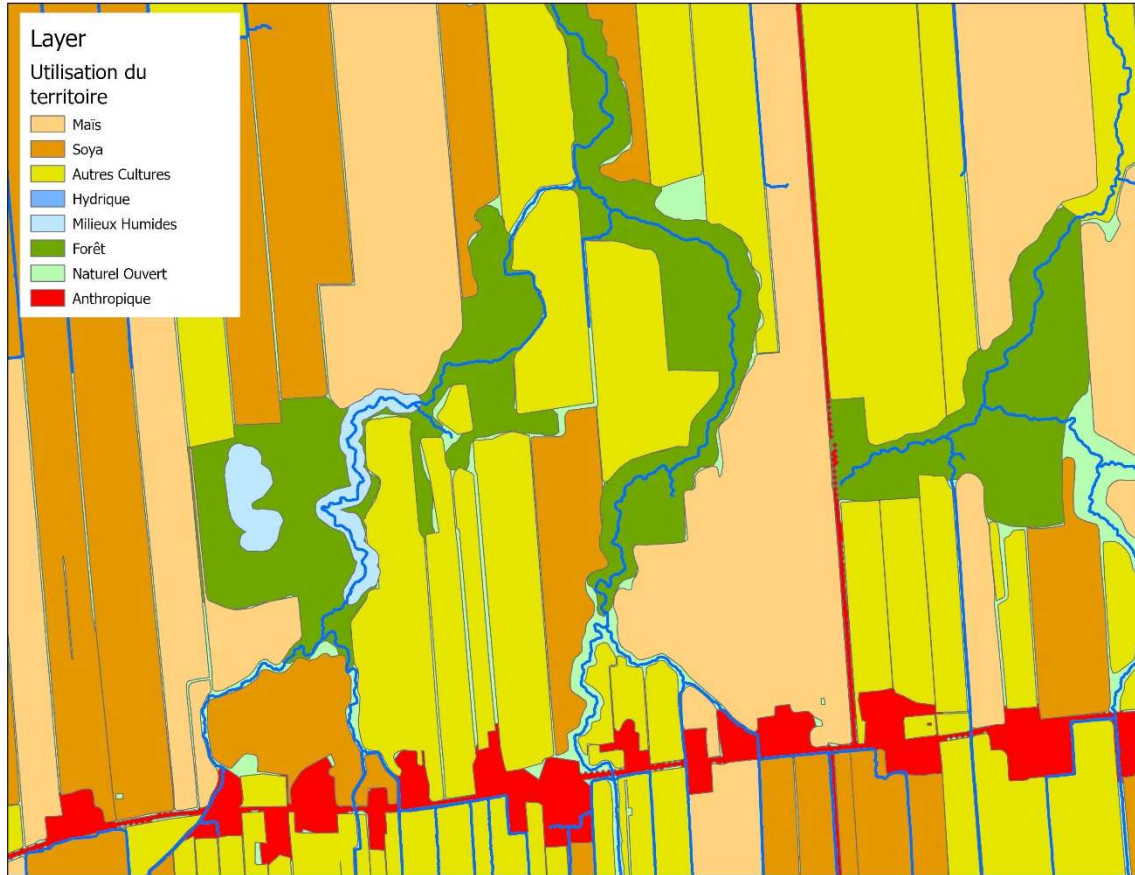 Layer
Utilisation du
territoire
Maïs
Soya
Autres Cultures
Hydrique
Milieux Humides
Forêt
Naturel Ouvert
Anthropique